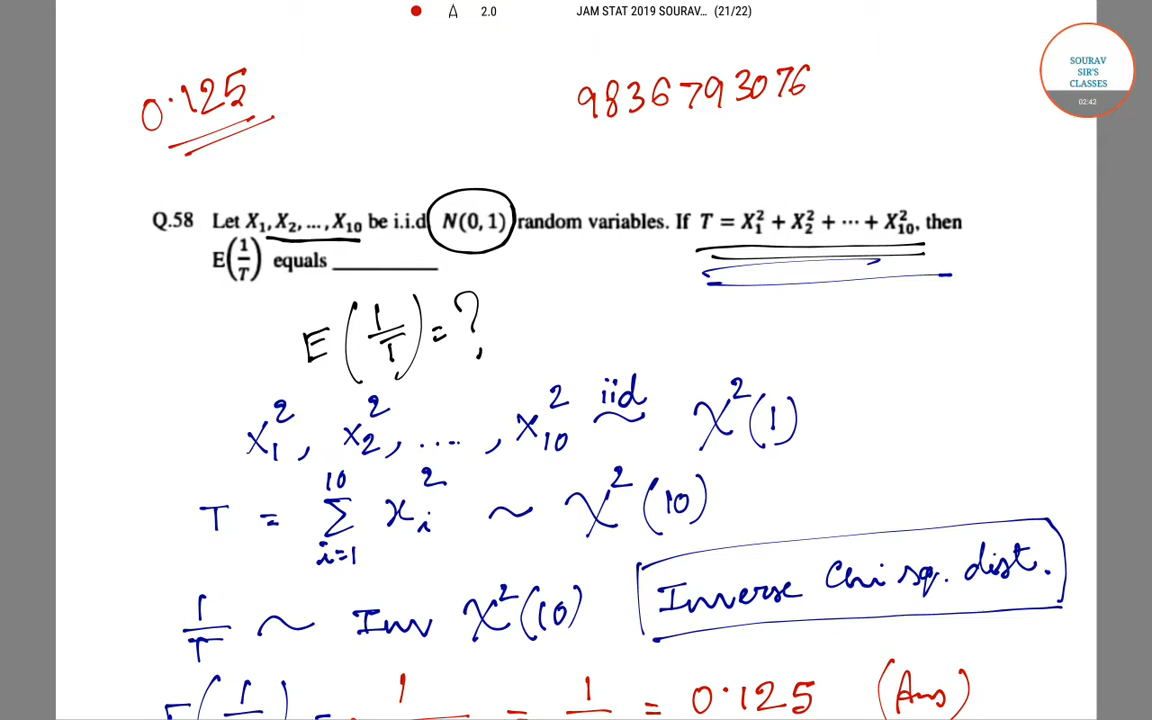 A 2.0 JAM STAT 2019 SOURAV... (21/22)
SOURAV
SIR'S
CLASSES
02:42
0.125
9836793076
Q.58 Let X₁, X₂, ..., X₁₀ be i.i.d N(0, 1) random variables. If T = X₁² + X₂² + ⋯ + X₁₀², then
E(1/T) equals ________
E(1/T) = ?
X₁², X₂², ...., X₁₀² iid ~ χ²(1)
T = Σ_{i=1}^{10} xᵢ² ~ χ²(10)
1/T ~ Inv χ²(10)
Inverse Chi sq. dist.
= 1 = 1 = 0.125 (Ans)